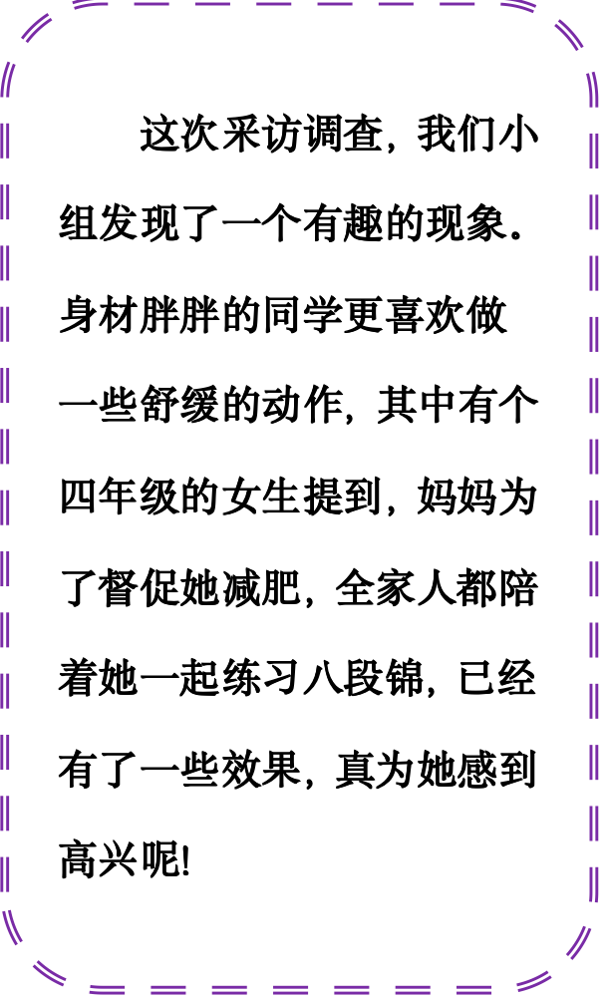 这次采访调查，我们小
组发现了一个有趣的现象。
身材胖胖的同学更喜欢做
一些舒缓的动作，其中有个
四年级的女生提到，妈妈为
了督促她减肥，全家人都陪
着她一起练习八段锦，已经
有了一些效果，真为她感到
高兴呢!